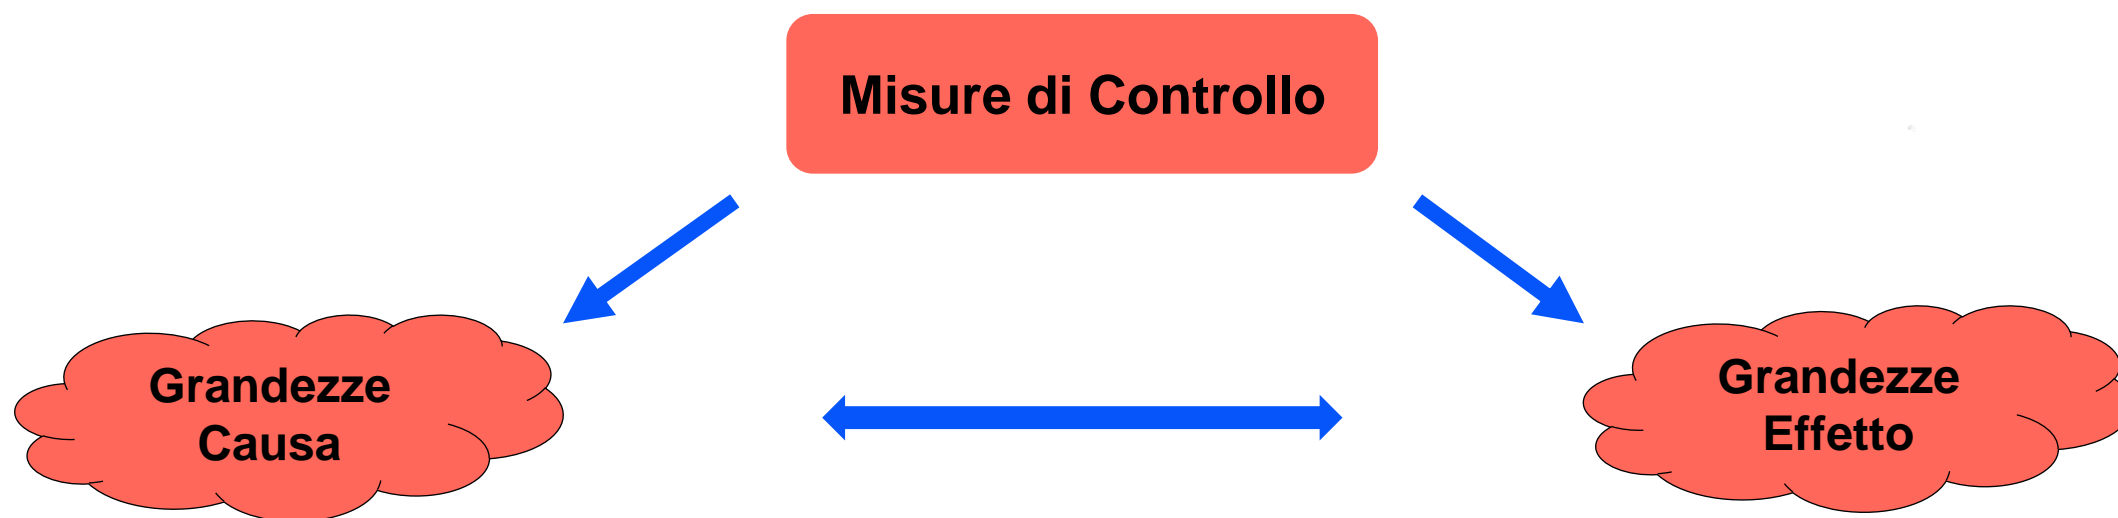 Misure di Controllo
Grandezze
Causa
Grandezze
Effetto